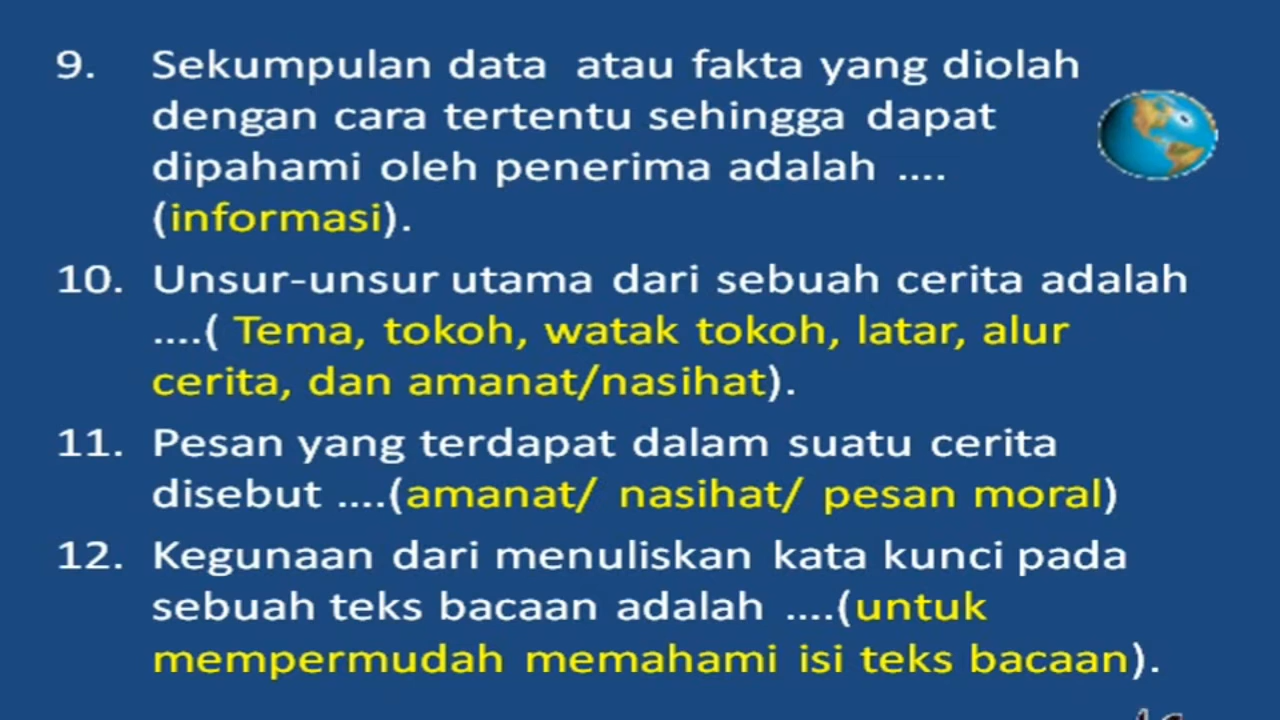 9. Sekumpulan data atau fakta yang diolah
dengan cara tertentu sehingga dapat
dipahami oleh penerima adalah ....
(informasi).
10. Unsur-unsur utama dari sebuah cerita adalah
....( Tema, tokoh, watak tokoh, latar, alur
cerita, dan amanat/nasihat).
11. Pesan yang terdapat dalam suatu cerita
disebut ....(amanat/ nasihat/ pesan moral)
12. Kegunaan dari menuliskan kata kunci pada
sebuah teks bacaan adalah ....(untuk
mempermudah memahami isi teks bacaan).